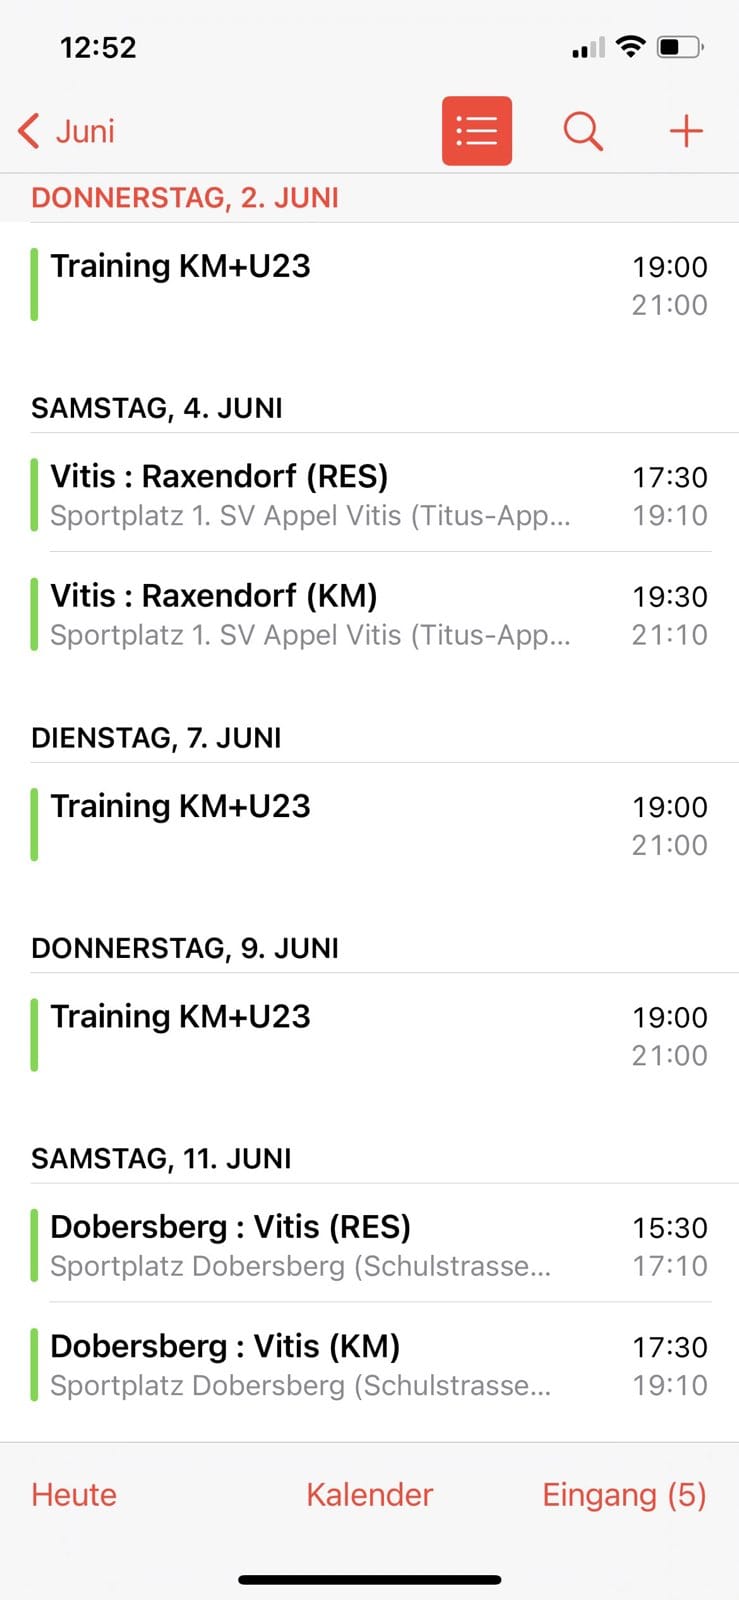 12:52
Juni
DONNERSTAG, 2. JUNI
Training KM+U23 19:00
21:00
SAMSTAG, 4. JUNI
Vitis : Raxendorf (RES) 17:30
Sportplatz 1. SV Appel Vitis (Titus-App... 19:10
Vitis : Raxendorf (KM) 19:30
Sportplatz 1. SV Appel Vitis (Titus-App... 21:10
DIENSTAG, 7. JUNI
Training KM+U23 19:00
21:00
DONNERSTAG, 9. JUNI
Training KM+U23 19:00
21:00
SAMSTAG, 11. JUNI
Dobersberg : Vitis (RES) 15:30
Sportplatz Dobersberg (Schulstrasse... 17:10
Dobersberg : Vitis (KM) 17:30
Sportplatz Dobersberg (Schulstrasse... 19:10
Heute Kalender Eingang (5)